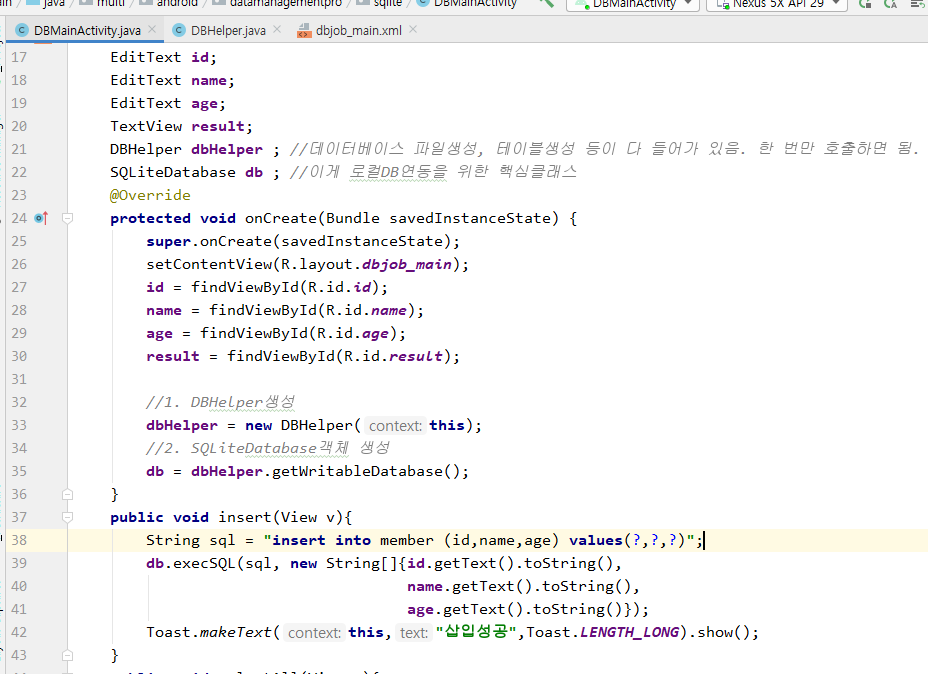 java multi android datamanagementpro sqlite DBMainActivity DBMainActivity Nexus 5X API 29
DBMainActivity.java DBHelper.java dbjob_main.xml
17 EditText id;
18 EditText name;
19 EditText age;
20 TextView result;
21 DBHelper dbHelper ; //데이터베이스 파일생성, 테이블생성 등이 다 들어가 있음. 한 번만 호출하면 됨.
22 SQLiteDatabase db ; //이게 로컬DB연동을 위한 핵심클래스
23 @Override
24 protected void onCreate(Bundle savedInstanceState) {
25 super.onCreate(savedInstanceState);
26 setContentView(R.layout.dbjob_main);
27 id = findViewById(R.id.id);
28 name = findViewById(R.id.name);
29 age = findViewById(R.id.age);
30 result = findViewById(R.id.result);
31
32 //1. DBHelper생성
33 dbHelper = new DBHelper( context: this);
34 //2. SQLiteDatabase객체 생성
35 db = dbHelper.getWritableDatabase();
36 }
37 public void insert(View v){
38 String sql = "insert into member (id,name,age) values(?,?,?)";
39 db.execSQL(sql, new String[]{id.getText().toString(),
40 name.getText().toString(),
41 age.getText().toString()});
42 Toast.makeText( context: this, text: "삽입성공",Toast.LENGTH_LONG).show();
43 }